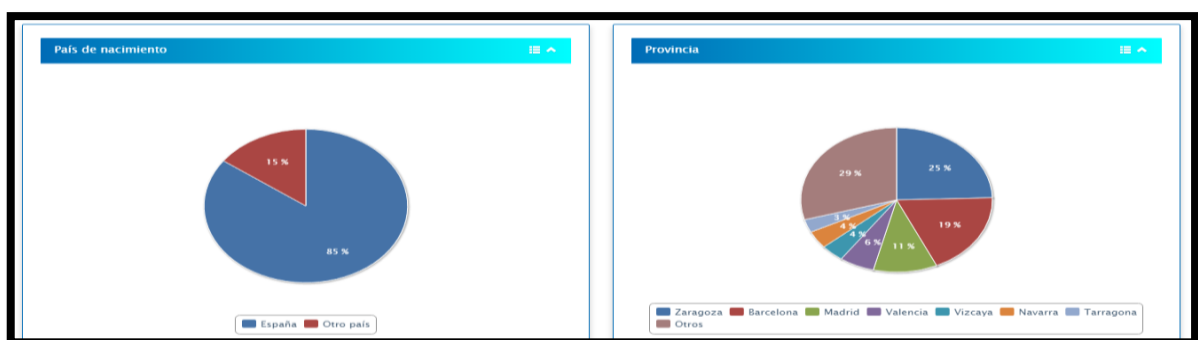 País de nacimiento
15 %
85 %
España Otro país
Provincia
29 %
25 %
3 %
4 %
4 %
6 %
11 %
19 %
Zaragoza Barcelona Madrid Valencia Vizcaya Navarra Tarragona
Otros